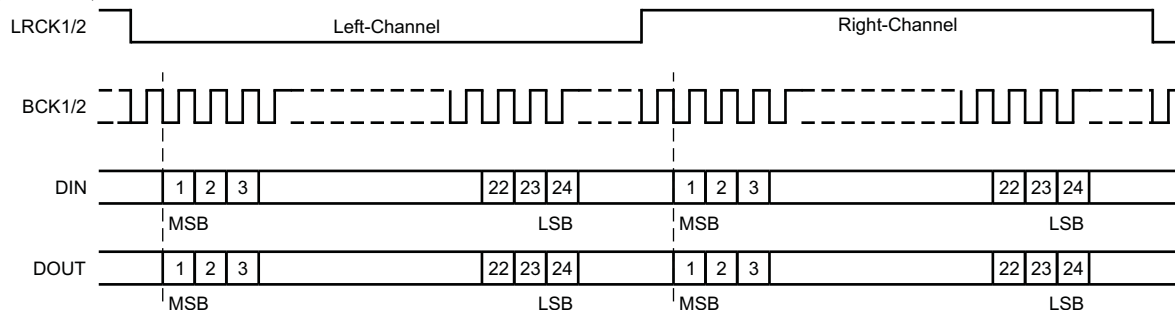 LRCK1/2 Left-Channel Right-Channel
BCK1/2
DIN 1 2 3 22 23 24 1 2 3 22 23 24
MSB LSB MSB LSB
DOUT 1 2 3 22 23 24 1 2 3 22 23 24
MSB LSB MSB LSB